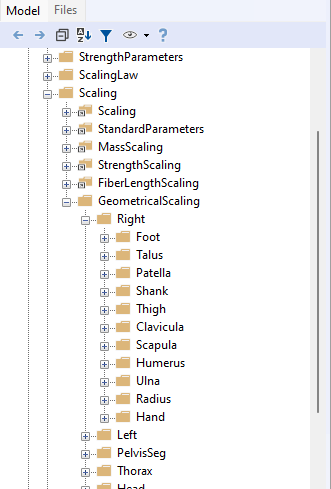 Model Files
StrengthParameters
ScalingLaw
Scaling
Scaling
StandardParameters
MassScaling
StrengthScaling
FiberLengthScaling
GeometricalScaling
Right
Foot
Talus
Patella
Shank
Thigh
Clavicula
Scapula
Humerus
Ulna
Radius
Hand
Left
PelvisSeg
Thorax
Head